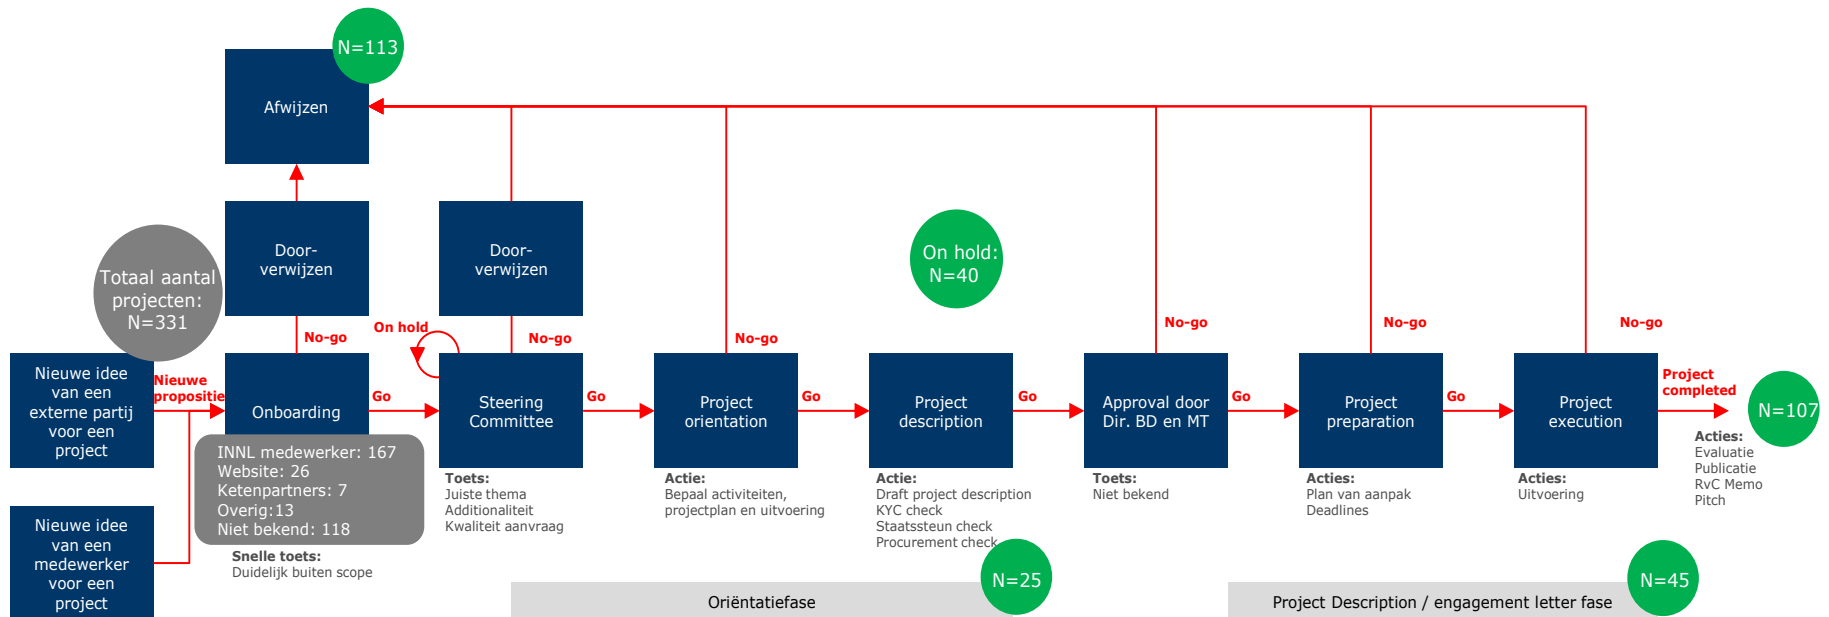 N=113
Afwijzen
Door-
verwijzen
Door-
verwijzen
Totaal aantal
projecten:
N=331
On hold:
N=40
On hold
No-go
No-go
No-go
No-go
No-go
No-go
Nieuwe idee
van een
externe partij
voor een
project
Nieuwe
propositie
Onboarding
Go
Steering
Committee
Go
Project
orientation
Go
Project
description
Go
Approval door
Dir. BD en MT
Go
Project
preparation
Go
Project
execution
Project
completed
N=107
INNL medewerker: 167
Website: 26
Ketenpartners: 7
Overig:13
Niet bekend: 118
Snelle toets:
Duidelijk buiten scope
Toets:
Juiste thema
Additionaliteit
Kwaliteit aanvraag
Actie:
Bepaal activiteiten,
projectplan en uitvoering
Actie:
Draft project description
KYC check
Staatssteun check
Procurement check
Toets:
Niet bekend
Acties:
Plan van aanpak
Deadlines
Acties:
Uitvoering
Acties:
Evaluatie
Publicatie
RvC Memo
Pitch
Nieuwe idee
van een
medewerker
voor een
project
Oriëntatiefase
N=25
Project Description / engagement letter fase
N=45